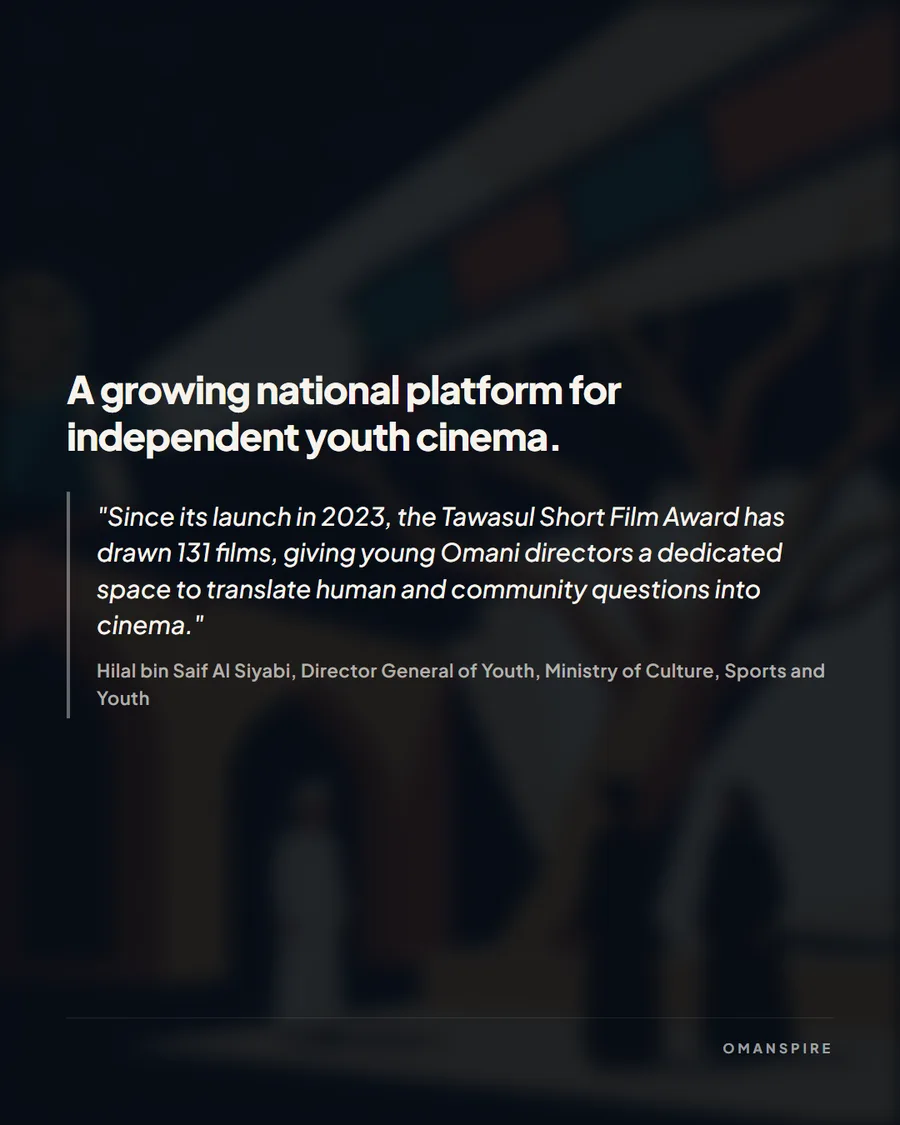 A growing national platform for
independent youth cinema.
"Since its launch in 2023, the Tawasul Short Film Award has
drawn 131 films, giving young Omani directors a dedicated
space to translate human and community questions into
cinema."
Hilal bin Saif Al Siyabi, Director General of Youth, Ministry of Culture, Sports and
Youth
OMANSPIRE